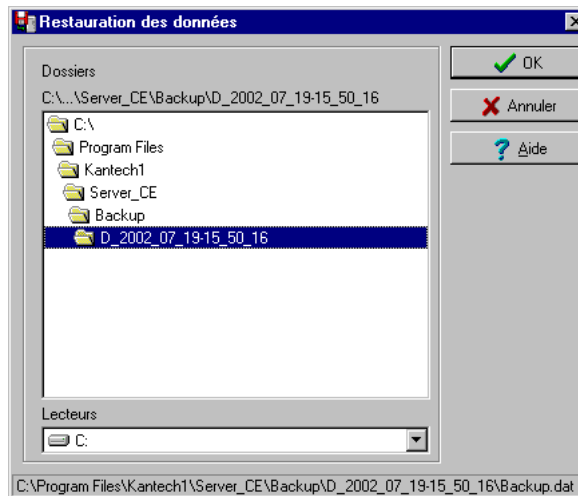 Restauration des données
Dossiers
C:\...\Server_CE\Backup\D_2002_07_19-15_50_16
C:\
Program Files
Kantech1
Server_CE
Backup
D_2002_07_19-15_50_16
Lecteurs
C:
OK
Annuler
Aide
C:\Program Files\Kantech1\Server_CE\Backup\D_2002_07_19-15_50_16\Backup.dat